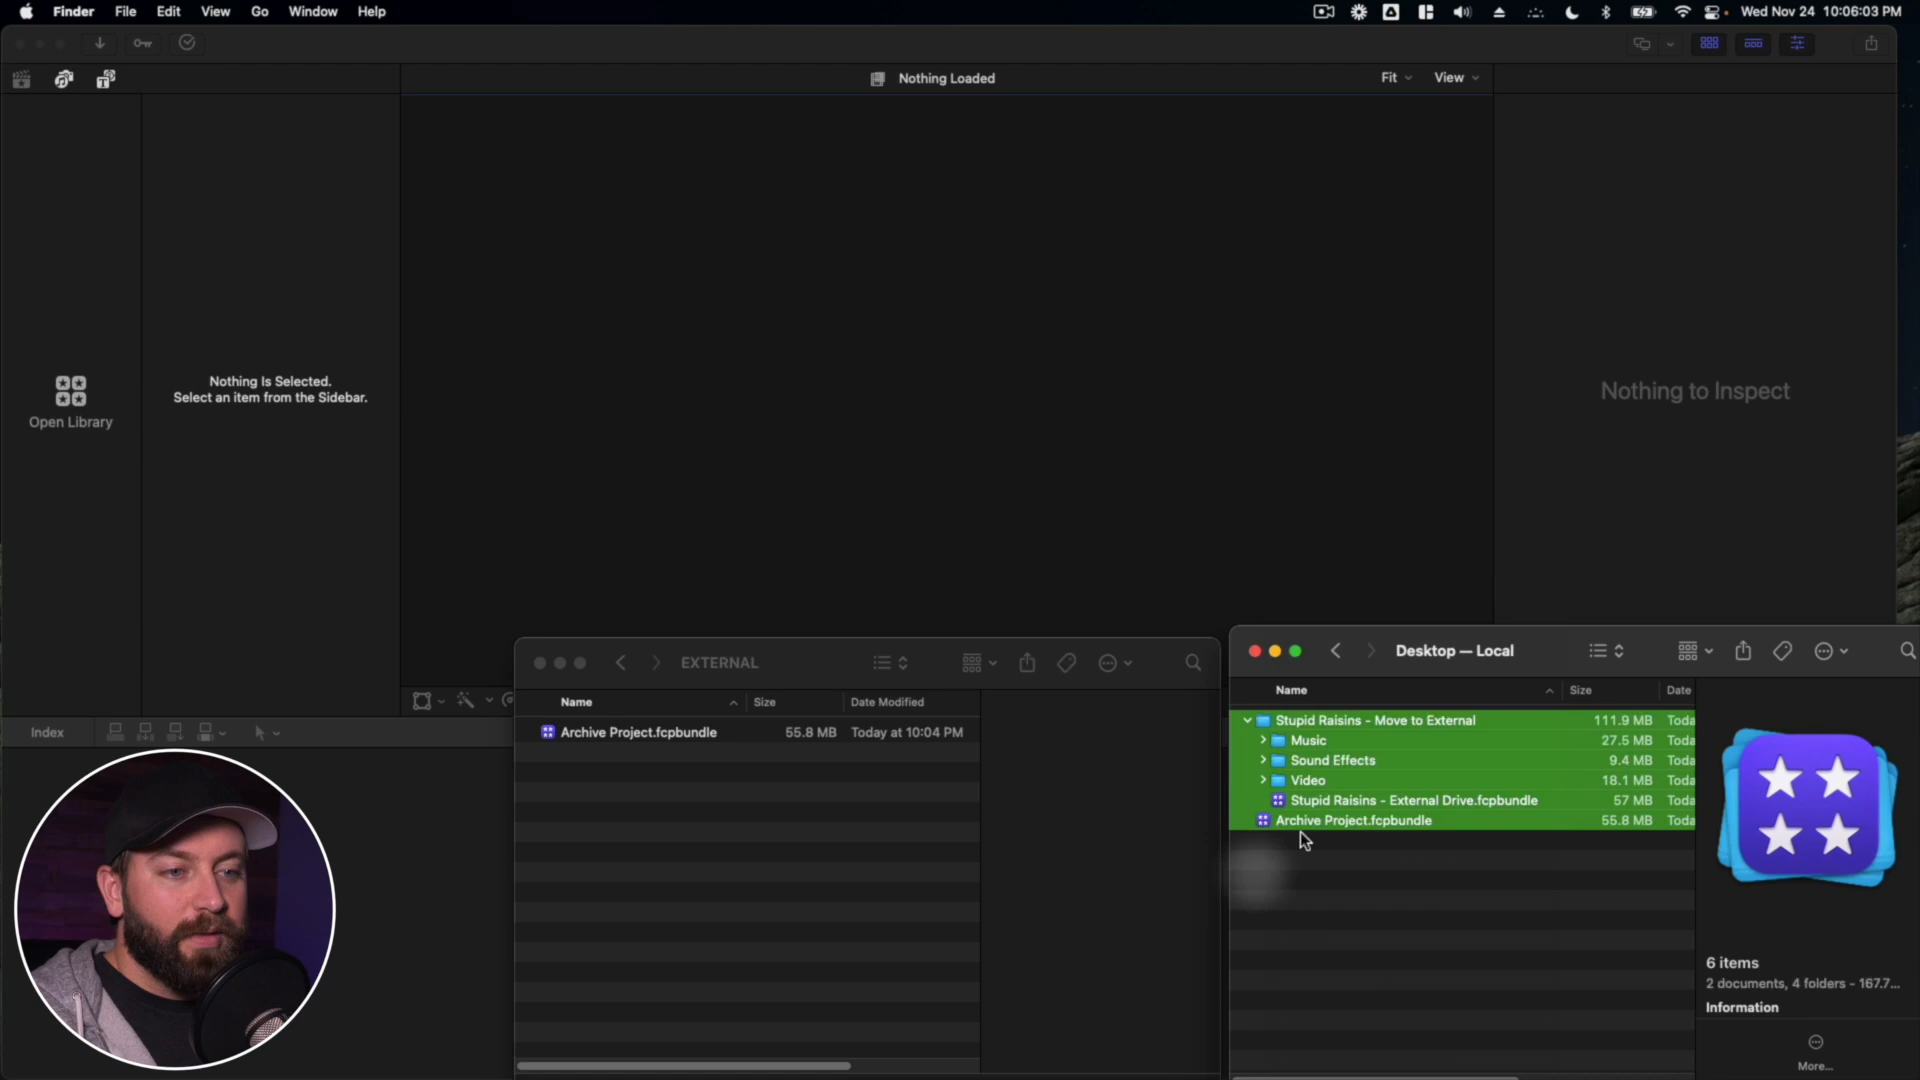 Finder File Edit View Go Window Help Wed Nov 24 10:06:03 PM
Nothing Loaded Fit View
Nothing Is Selected.
Select an item from the Sidebar.
Open Library
Nothing to Inspect
Index
EXTERNAL
Name Size Date Modified
Archive Project.fcpbundle 55.8 MB Today at 10:04 PM
Desktop — Local
Name Size Date
Stupid Raisins - Move to External 111.9 MB Toda
Music 27.5 MB Toda
Sound Effects 9.4 MB Toda
Video 18.1 MB Toda
Stupid Raisins - External Drive.fcpbundle 57 MB Toda
Archive Project.fcpbundle 55.8 MB Toda
6 items
2 documents, 4 folders - 167.7...
Information
More...